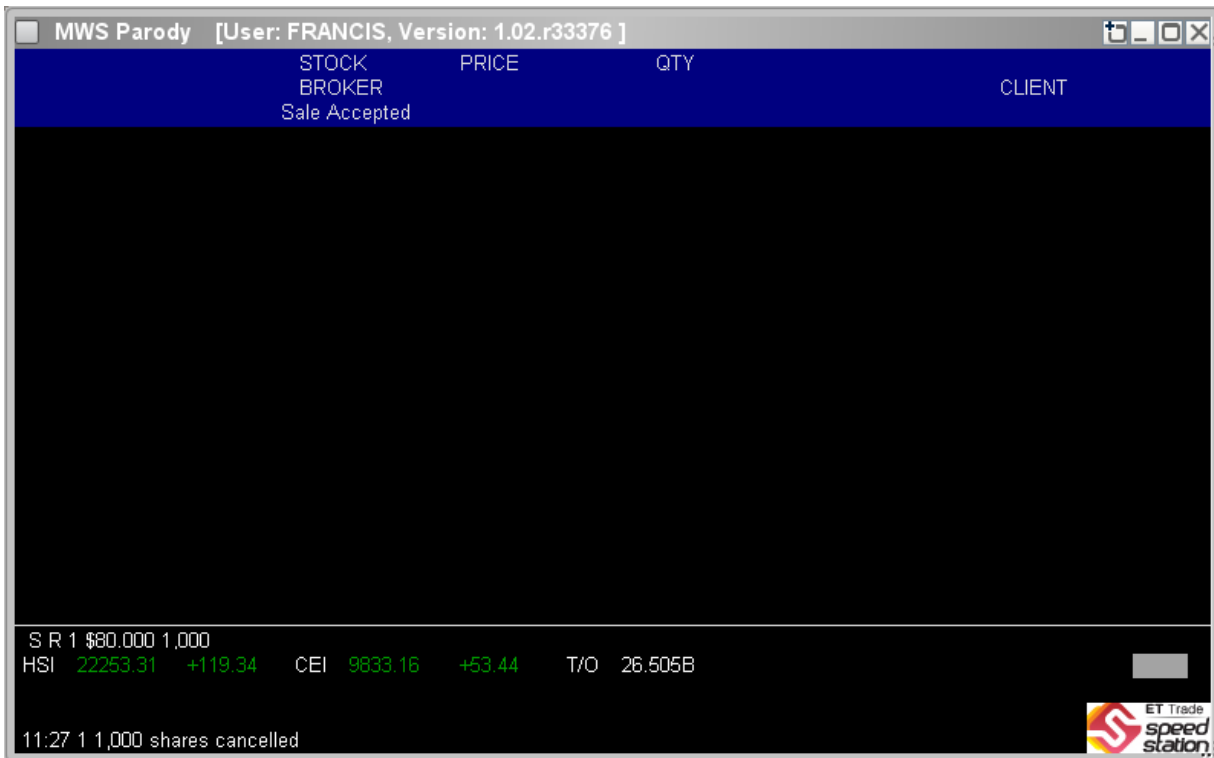 MWS Parody [User: FRANCIS, Version: 1.02.r33376 ]
STOCK PRICE QTY
BROKER CLIENT
Sale Accepted
S R 1 $80.000 1,000
HSI 22253.31 +119.34 CEI 9833.16 +53.44 T/O 26.505B
ET Trade
speed
station
11:27 1 1,000 shares cancelled